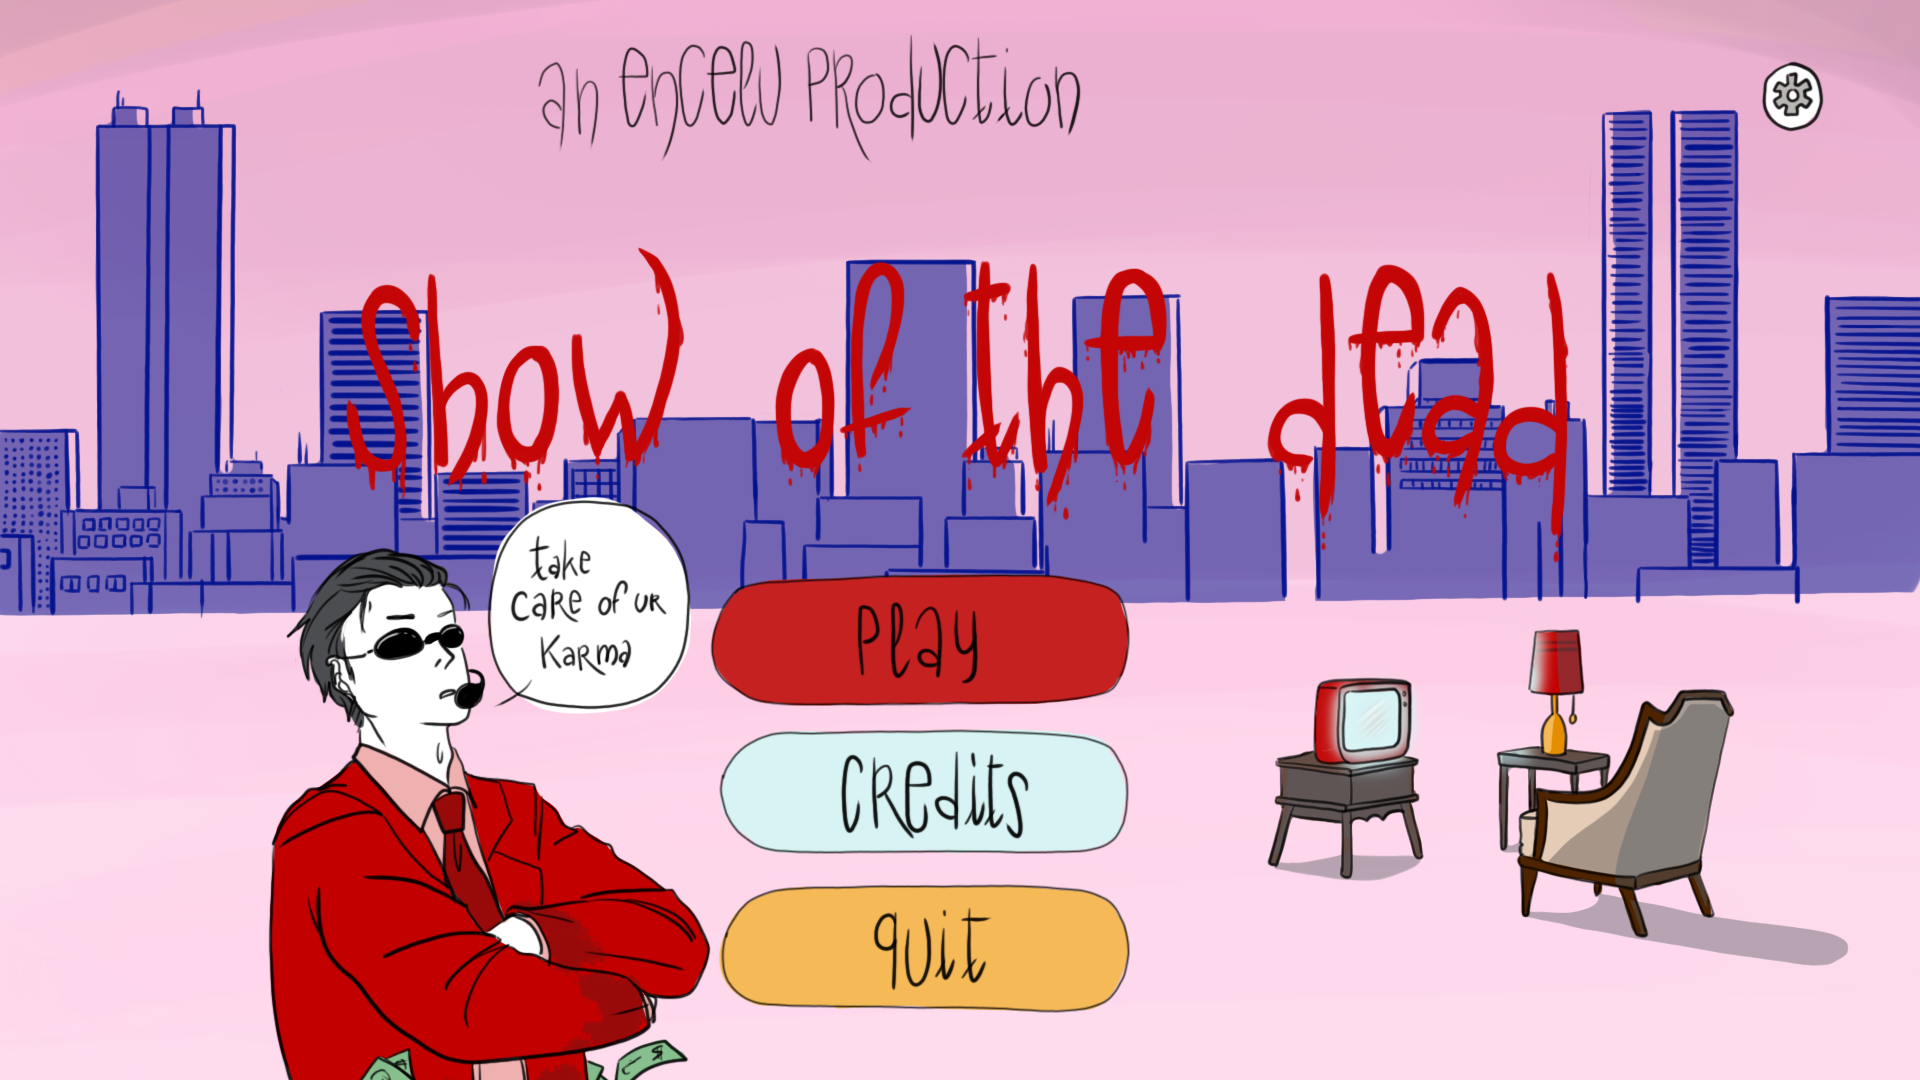 an encelu production
Show of the dead
take
care of ur
karma
play
credits
quit
$